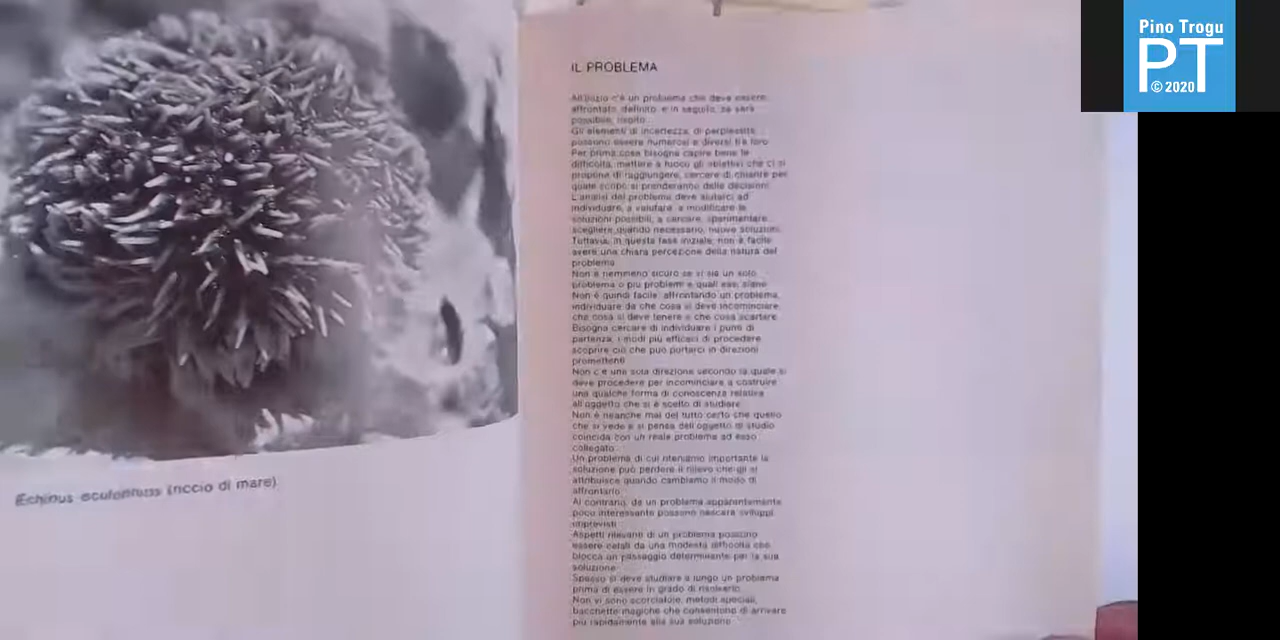 Pino Trogu
PT
© 2020
IL PROBLEMA
All'inizio c'è un problema che deve essere
affrontato, definito, e in seguito, se sarà
possibile, risolto.
Gli elementi di incertezza, di perplessità
possono essere numerosi e diversi tra loro.
Per prima cosa bisogna capire bene le
difficoltà, mettere a fuoco gli obiettivi che ci si
propone di raggiungere, cercare di chiarire per
quale scopo si prenderanno delle decisioni.
L'analisi del problema deve aiutarci ad
individuare, a valutare, a modificare le
soluzioni possibili, a cercare, sperimentare,
scegliere quando necessario, nuove soluzioni.
Tuttavia, in questa fase iniziale, non è facile
avere una chiara percezione della natura del
problema.
Non è nemmeno sicuro se vi sia un solo
problema o più problemi e quali essi siano.
Non è quindi facile, affrontando un problema,
individuare da che cosa si deve incominciare,
che cosa si deve tenere e che cosa scartare.
Bisogna cercare di individuare i punti di
partenza, i modi più efficaci di procedere,
scoprire ciò che può portarci in direzioni
promettenti.
Non c'è una sola direzione secondo la quale si
deve procedere per incominciare a costruire
una qualche forma di conoscenza relativa
all'oggetto che si è scelto di studiare.
Non è neanche mai del tutto certo che quello
che si vede e si pensa dell'oggetto di studio
coincida con un reale problema ad esso
collegato.
Un problema di cui riteniamo importante la
soluzione può perdere il rilievo che gli si
attribuisce quando cambiamo il modo di
affrontarlo.
Al contrario, da un problema apparentemente
poco interessante possono nascere sviluppi
imprevisti.
Aspetti rilevanti di un problema possono
essere celati da una modesta difficoltà che
blocca un passaggio determinante per la sua
soluzione.
Spesso si deve studiare a lungo un problema
prima di essere in grado di risolverlo.
Non vi sono scorciatoie, metodi speciali,
bacchette magiche che consentono di arrivare
più rapidamente alla sua soluzione.
Echinus esculentus (riccio di mare)